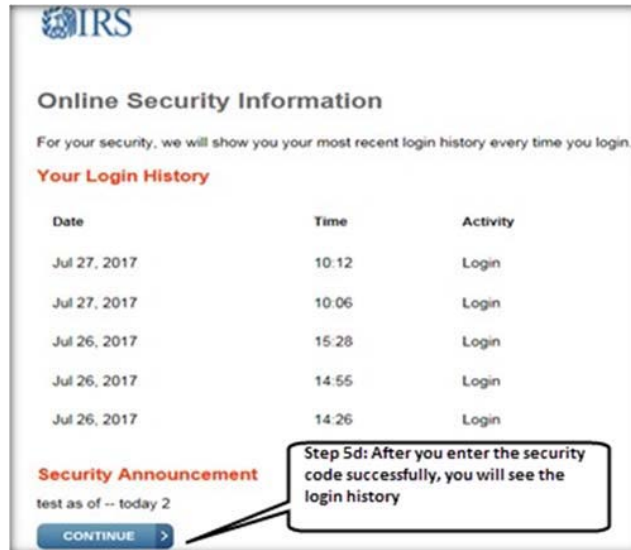 IRS
Online Security Information
For your security, we will show you your most recent login history every time you login.
Your Login History
Date Time Activity
Jul 27, 2017 10:12 Login
Jul 27, 2017 10:06 Login
Jul 26, 2017 15:28 Login
Jul 26, 2017 14:55 Login
Jul 26, 2017 14:26 Login
Step 5d: After you enter the security
code successfully, you will see the
login history
Security Announcement
test as of -- today 2
CONTINUE >